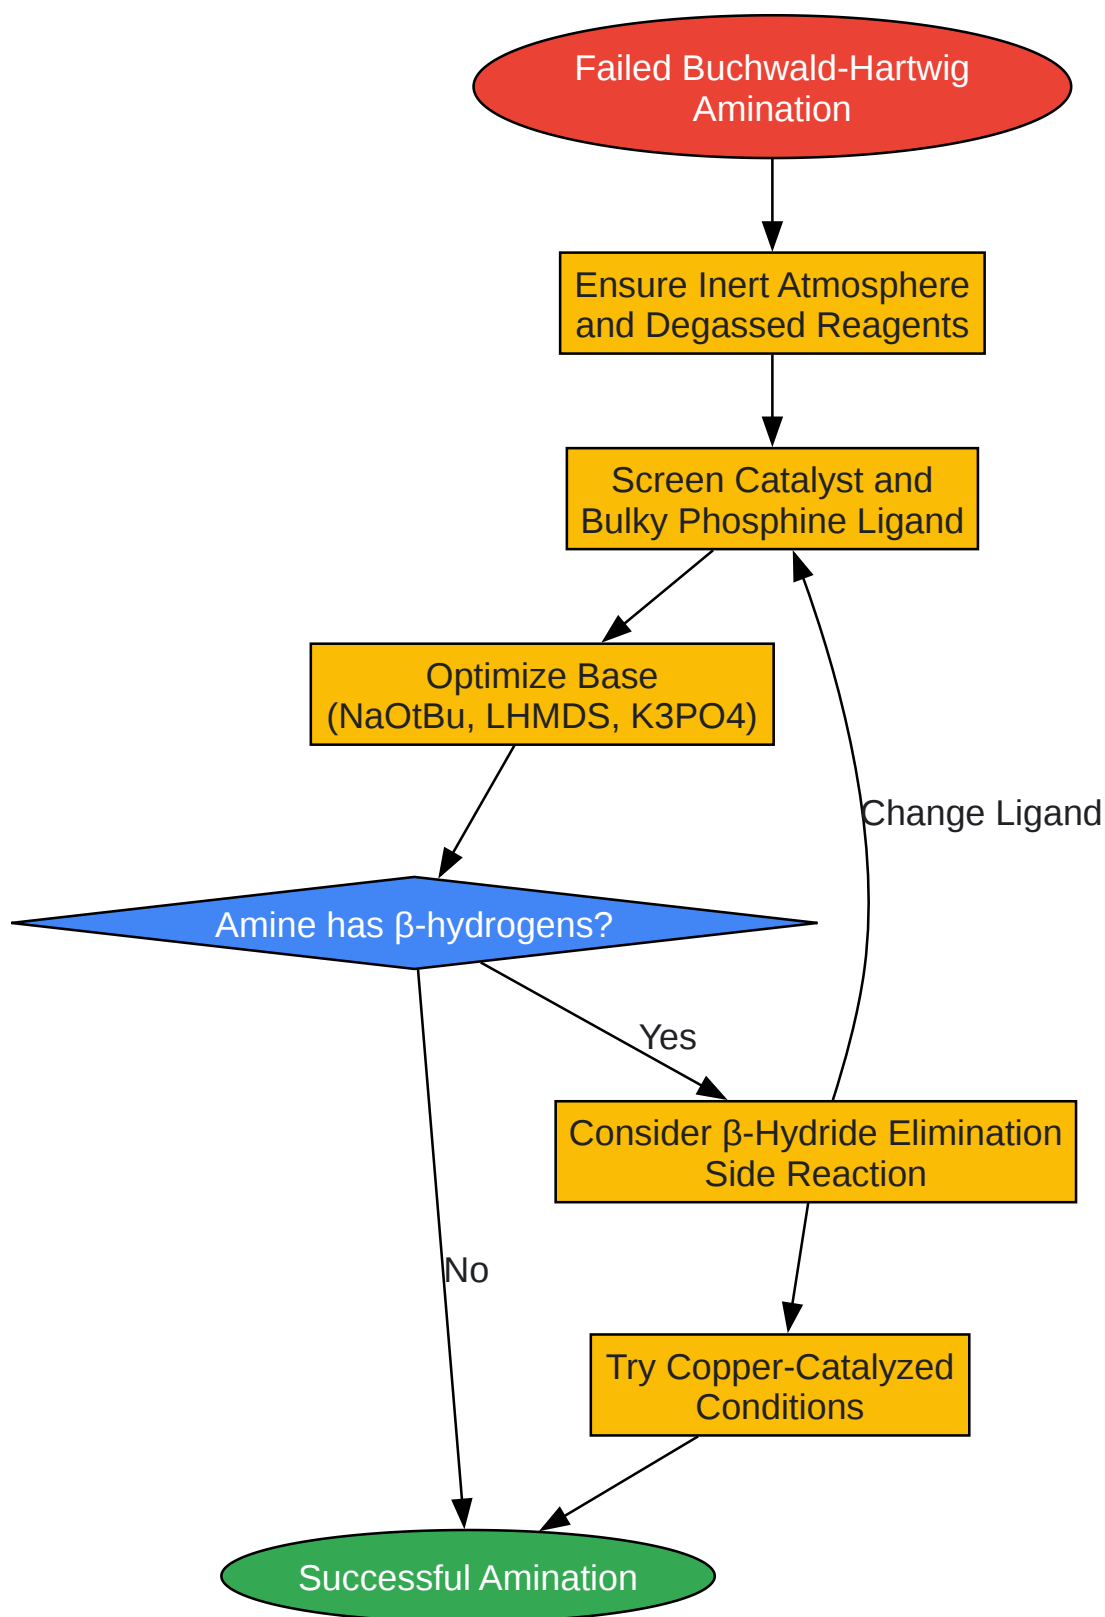 Failed Buchwald-Hartwig
Amination
Ensure Inert Atmosphere
and Degassed Reagents
Screen Catalyst and
Bulky Phosphine Ligand
Optimize Base
(NaOtBu, LHMDS, K3PO4)
Change Ligand
Amine has β-hydrogens?
Yes
Consider β-Hydride Elimination
Side Reaction
No
Try Copper-Catalyzed
Conditions
Successful Amination